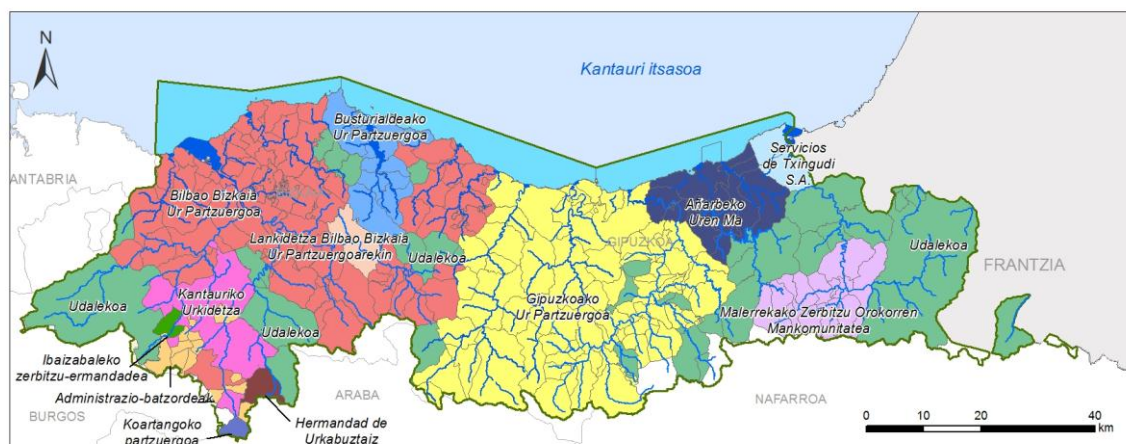 N
Kantauri itsasoa
Busturialdeako
Ur Partzuergoa
Servicios
de Txingudi
S.A.
ANTABRIA
Bilbao Bizkaia
Ur Partzuergoa
Añarbeko
Uren Ma
Lankidetza Bilbao Bizkaia
Ur Partzuergoarekin
Udalekoa
GIPUZKOA
Udalekoa
FRANTZIA
Udalekoa
Kantauriko
Urkidetza
Gipuzkoako
Ur Partzuergoa
Udalekoa
Malerrekako Zerbitzu Orokorren
Mankomunitatea
Ibaizabaleko
zerbitzu-ermandadea
Administrazio-batzordeak
ARABA
NAFARROA
BURGOS
Koartangoko
partzuergoa
Hermandad de
Urkabuztaiz
0 10 20 40
km